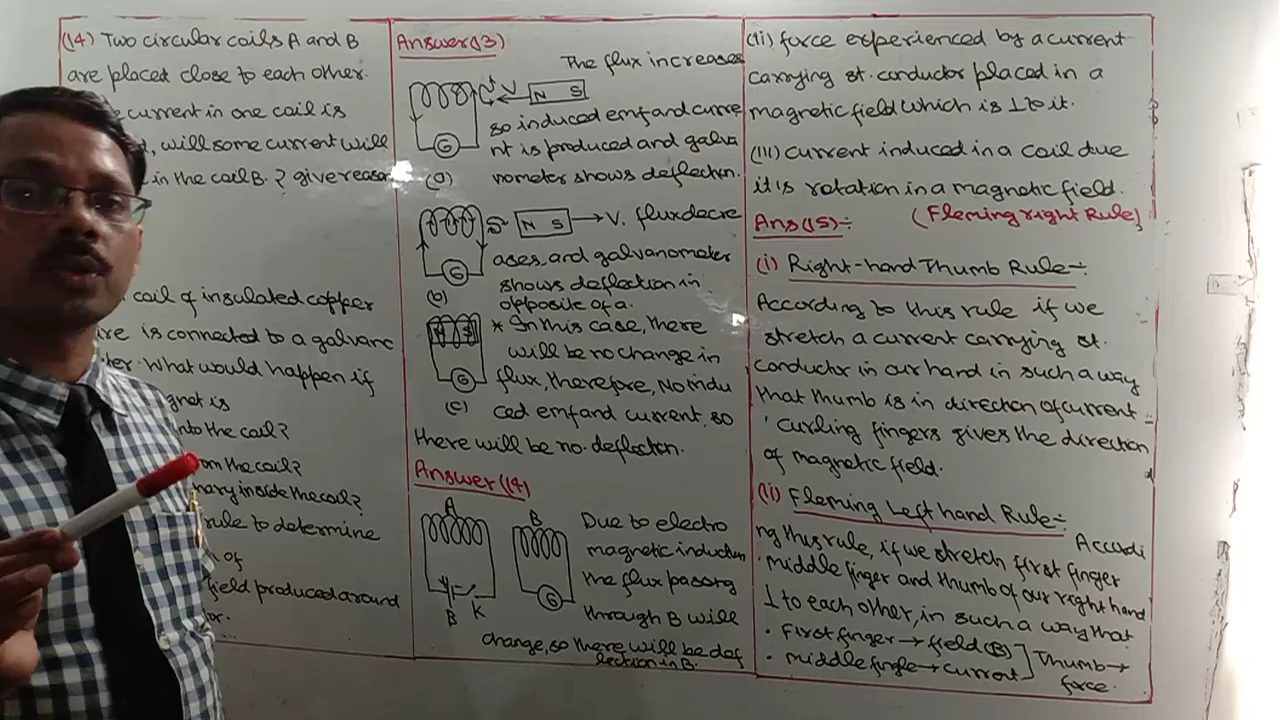 (14) Two circular coils A and B
are placed close to each other.
current in one coil is
, will some current will
in the coil B. ? give reason
coil of insulated copper
is connected to a galvano
What would happen if
is
into the coil?
from the coil?
inside the coil?
rule to determine
of
field produced around
Answer(13)
The flux increases
N S
V
so induced emf and curre
G
nt is produced and galva
(a)
nometer shows deflection.
N S
V. flux decre
ases, and galvanometer
G
shows deflection in
(b)
opposite of a.
N S
* In this case, there
will be no change in
G
flux, therefore, No indu
(c)
ced emf and current, so
there will be no deflection.
Answer(14)
A
B
Due to electro
magnetic induction
the flux passing
G
B K
through B will
change, so there will be def
lection in B.
(ii) force experienced by a current
carrying st. conductor placed in a
magnetic field which is ⊥ to it.
(iii) current induced in a coil due
it is rotation in a magnetic field.
Ans(15):-
(Fleming right Rule)
(i) Right-hand Thumb Rule:-
According to this rule if we
stretch a current carrying st.
conductor in our hand in such a way
that thumb is in direction of current
curling fingers gives the direction
of magnetic field.
(ii) Fleming Left hand Rule:-
Accordi
ng this rule, if we stretch first finger
middle finger and thumb of our right hand
⊥ to each other, in such a way that
• First finger → field (B)
• middle fingle → current
Thumb →
force.